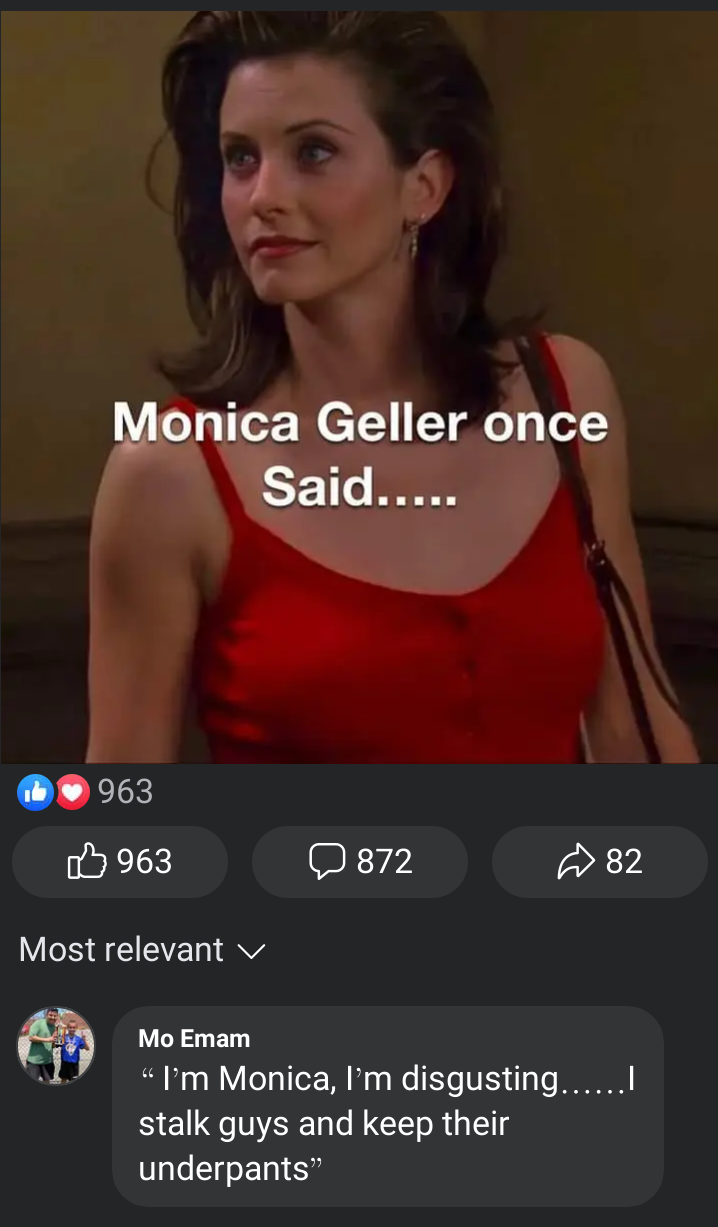 Monica Geller once
Said.....
963
963
872
82
Most relevant
Mo Emam
“ I’m Monica, I’m disgusting......I
stalk guys and keep their
underpants”